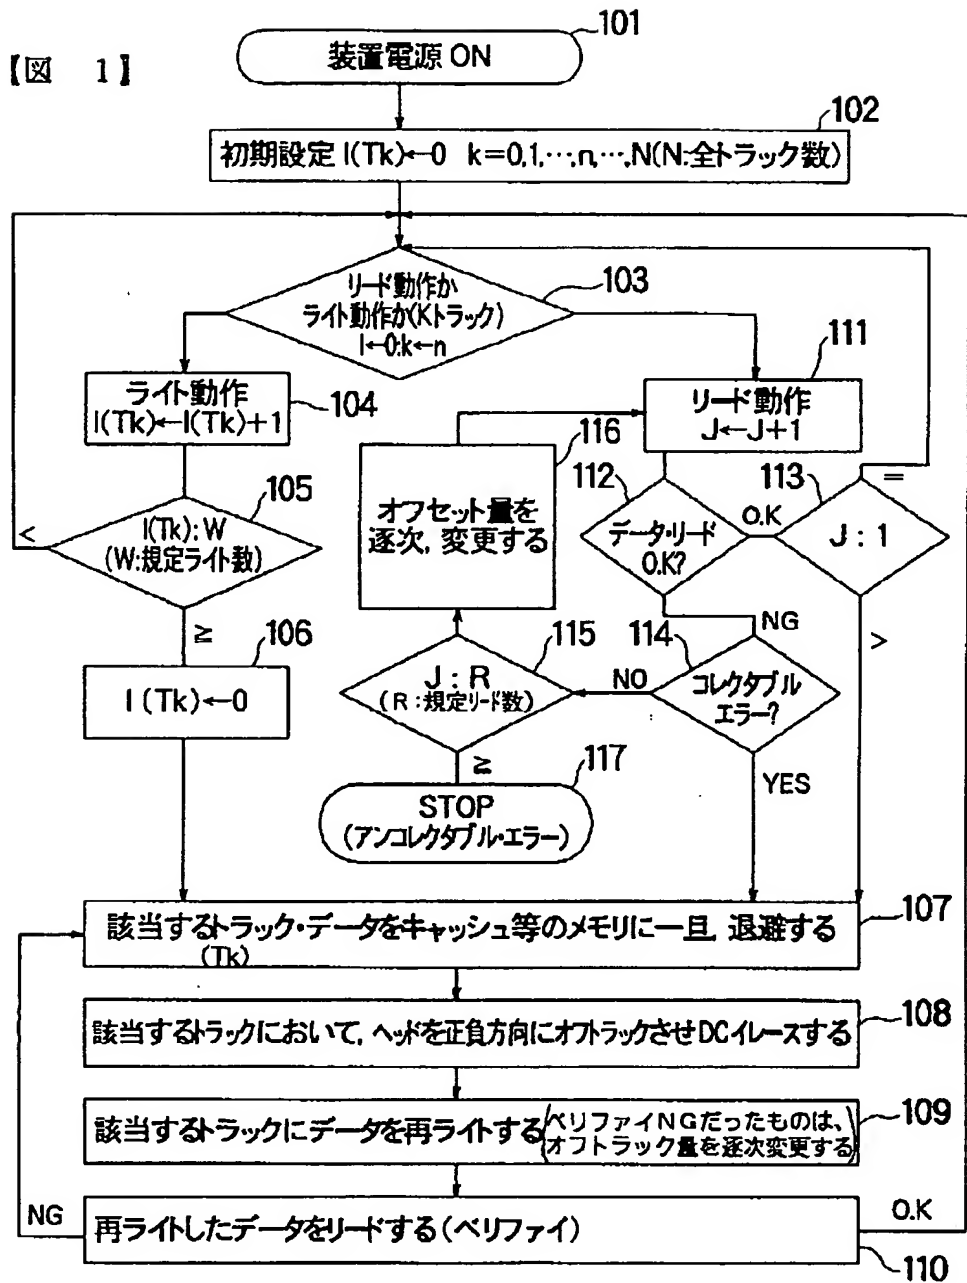 【図 1】
装置電源 ON
101
102
初期設定 I(Tk)←0 k=0,1,…,n,…,N(N:全トラック数)
リード動作か
ライト動作か(Kトラック)
I←0:k←n
103
ライト動作
I(Tk)←I(Tk)+1
104
111
リード動作
J←J+1
116
オフセット量を
逐次,変更する
112
データ・リード
O.K?
O.K
113
J : 1
=
>
105
I(Tk) : W
(W:規定ライト数)
<
≧
106
I(Tk)←0
115
J : R
(R:規定リード数)
NO
114
NG
コレクタブル
エラー?
YES
≧
117
STOP
(アンコレクタブル・エラー)
該当するトラック・データをキャッシュ等のメモリに一旦,退避する
(Tk)
107
該当するトラックにおいて,ヘッドを正負方向にオフトラックさせDCイレースする
108
該当するトラックにデータを再ライトする(ベリファイNGだったものは、
オフトラック量を逐次変更する)
109
NG
再ライトしたデータをリードする(ベリファイ)
O.K
110